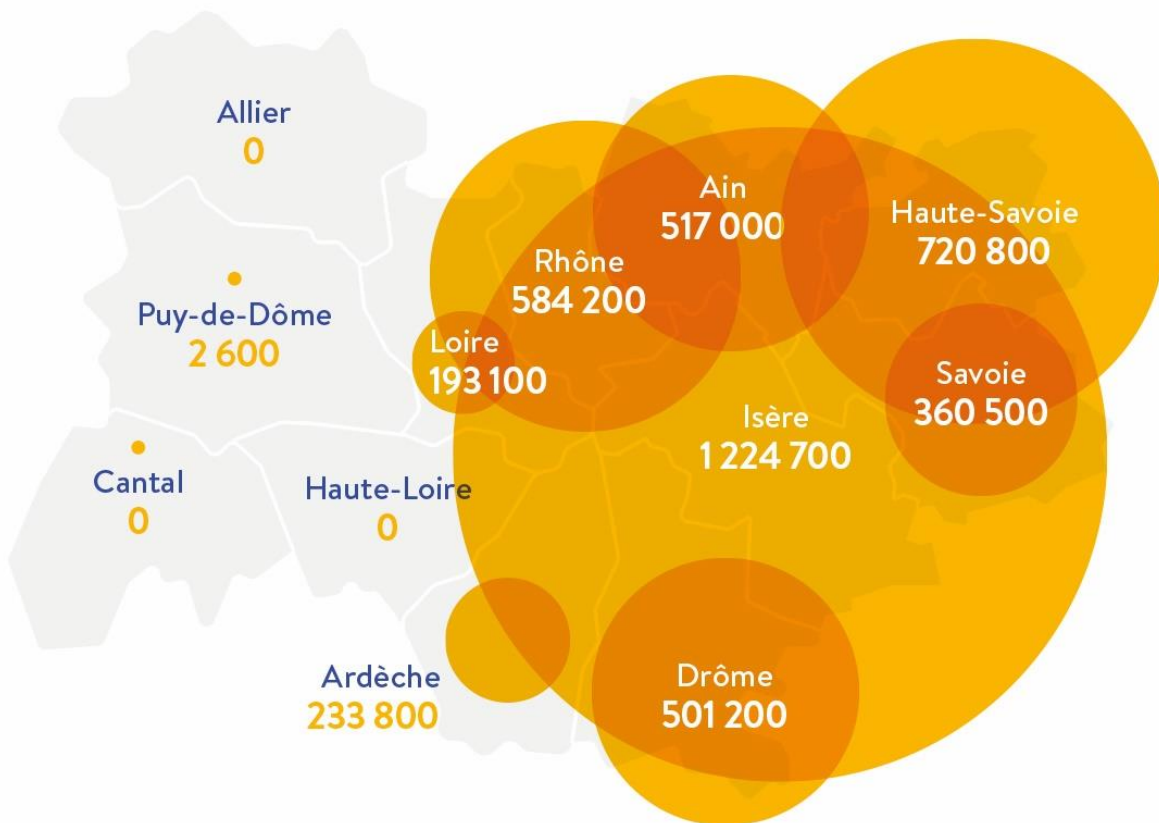 Allier
0
Ain
517 000
Haute-Savoie
720 800
Rhône
584 200
Puy-de-Dôme
2 600
Loire
193 100
Savoie
360 500
Isère
1 224 700
Cantal
0
Haute-Loire
0
Ardèche
233 800
Drôme
501 200